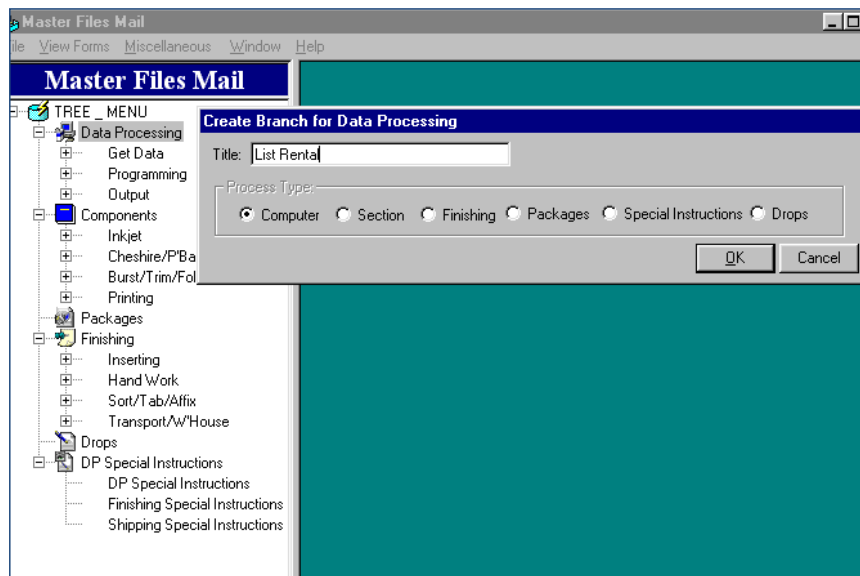 Master Files Mail
ile View Forms Miscellaneous Window Help
Master Files Mail
TREE _ MENU
Data Processing
Get Data
Programming
Output
Components
Inkjet
Cheshire/P'Ba
Burst/Trim/Fol
Printing
Packages
Finishing
Inserting
Hand Work
Sort/Tab/Affix
Transport/W'House
Drops
DP Special Instructions
DP Special Instructions
Finishing Special Instructions
Shipping Special Instructions
Create Branch for Data Processing
Title: List Rental
Process Type:
Computer Section Finishing Packages Special Instructions Drops
OK Cancel